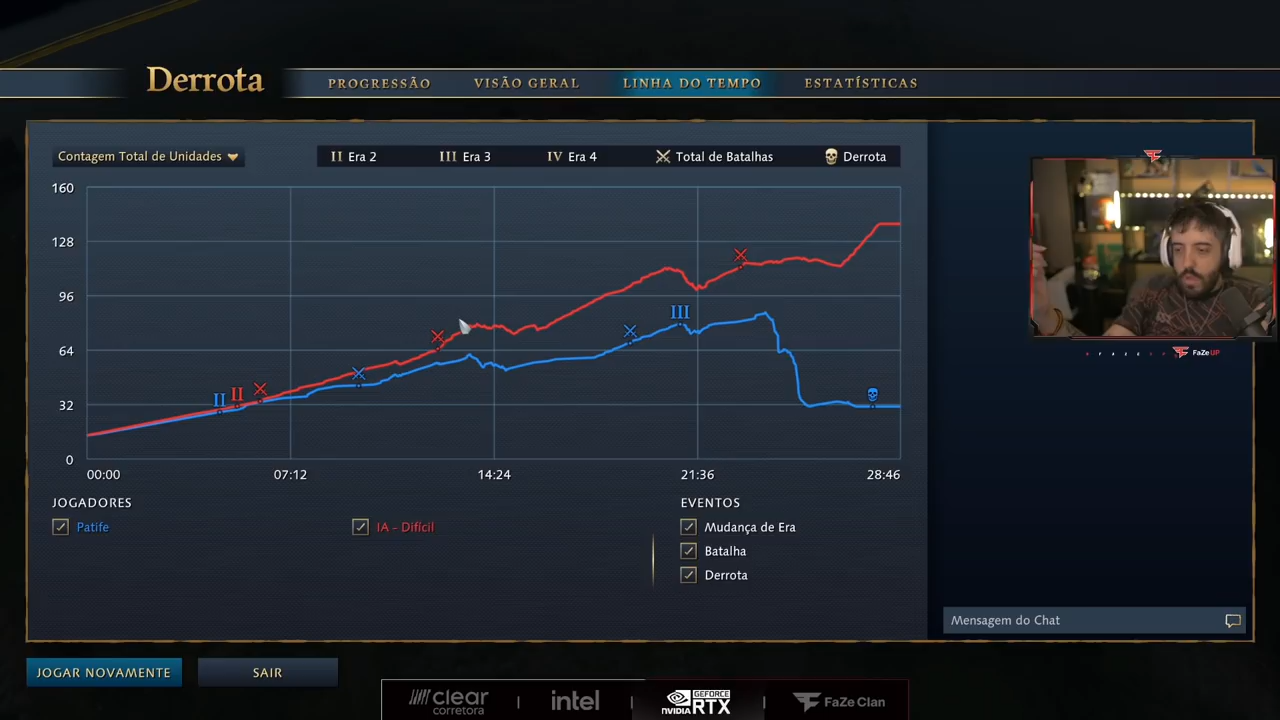 Derrota
PROGRESSÃO
VISÃO GERAL
LINHA DO TEMPO
ESTATÍSTICAS
Contagem Total de Unidades
II Era 2
III Era 3
IV Era 4
Total de Batalhas
Derrota
160
128
96
64
32
0
II
II
III
00:00
07:12
14:24
21:36
28:46
JOGADORES
Patife
IA - Difícil
EVENTOS
Mudança de Era
Batalha
Derrota
FaZe UP
Mensagem do Chat
JOGAR NOVAMENTE
SAIR
clear
corretora
intel
NVIDIA GEFORCE
RTX
FaZe Clan